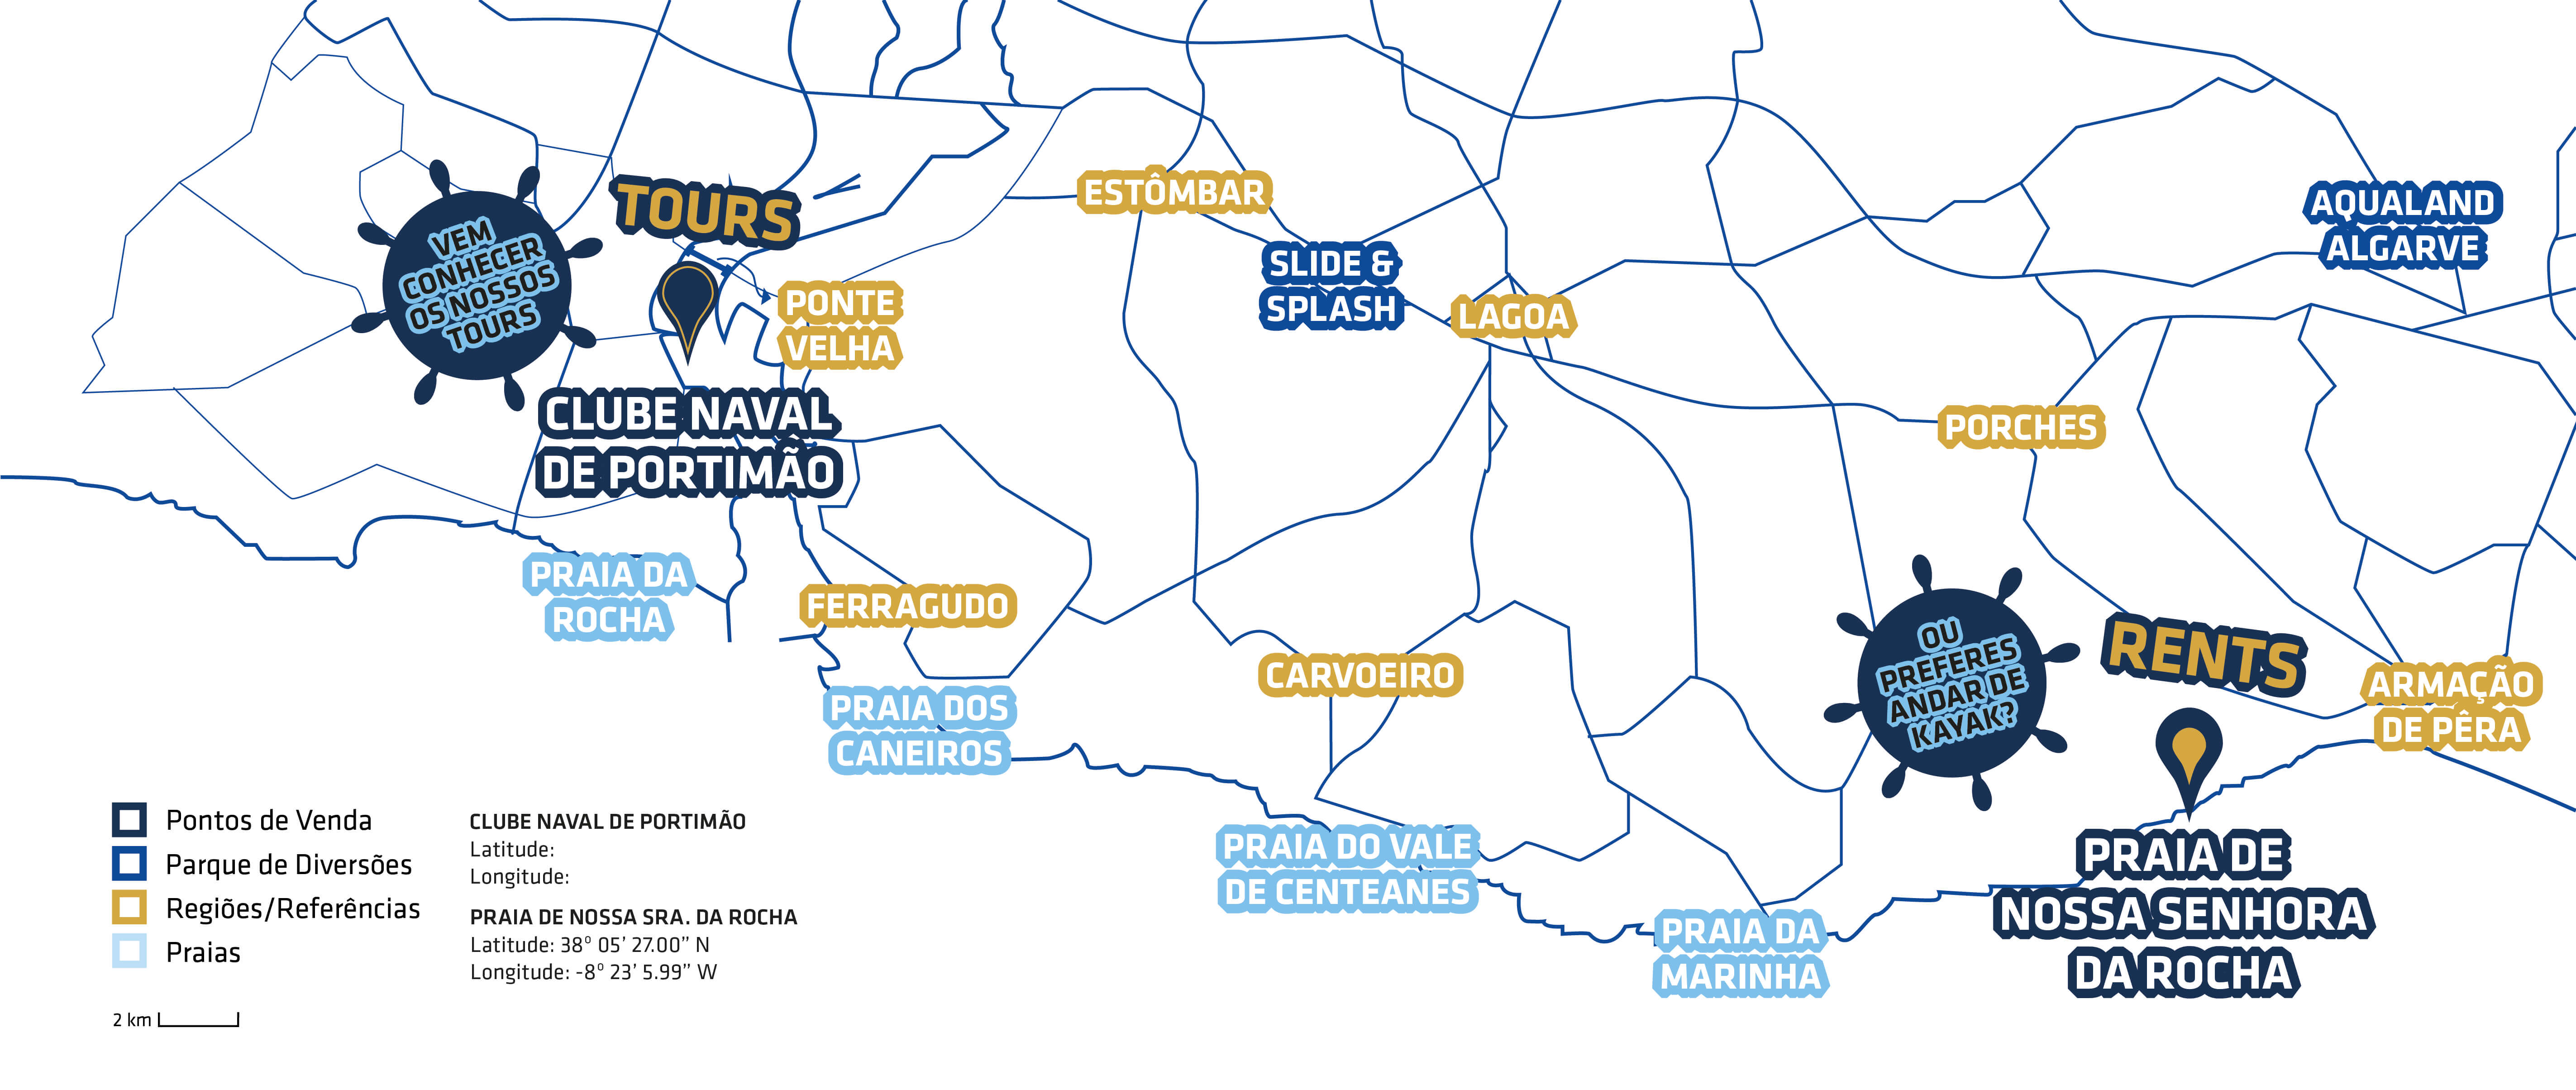 VEM
CONHECER
OS NOSSOS
TOURS
TOURS
PONTE
VELHA
CLUBE NAVAL
DE PORTIMÃO
ESTÔMBAR
SLIDE &
SPLASH
LAGOA
AQUALAND
ALGARVE
PORCHES
PRAIA DA
ROCHA
FERRAGUDO
PRAIA DOS
CANEIROS
CARVOEIRO
OU
PREFERES
ANDAR DE
KAYAK?
RENTS
ARMAÇÃO
DE PÊRA
PRAIA DO VALE
DE CENTEANES
PRAIA DA
MARINHA
PRAIA DE
NOSSA SENHORA
DA ROCHA
Pontos de Venda
Parque de Diversões
Regiões/Referências
Praias
2 km
CLUBE NAVAL DE PORTIMÃO
Latitude:
Longitude:
PRAIA DE NOSSA SRA. DA ROCHA
Latitude: 38º 05’ 27.00” N
Longitude: -8º 23’ 5.99” W